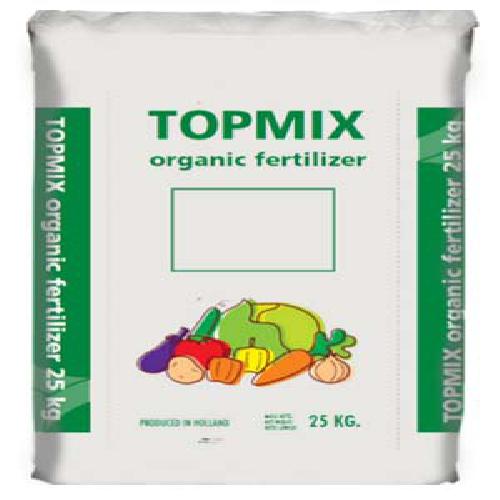 TOPMIX
organic fertilizer
TOPMIX organic fertilizer 25 kg
TOPMIX organic fertilizer 25 kg
PRODUCED IN HOLLAND
25 KG.